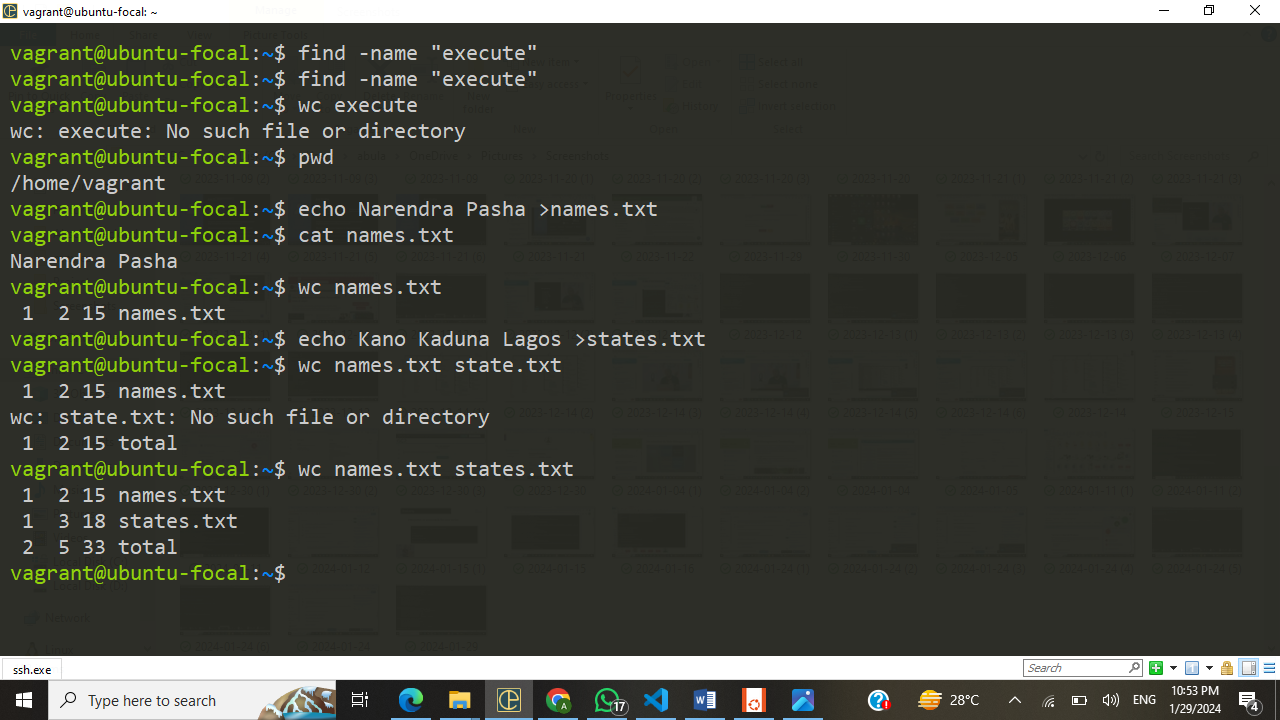 vagrant@ubuntu-focal: ~
vagrant@ubuntu-focal:~$ find -name "execute"
vagrant@ubuntu-focal:~$ find -name "execute"
vagrant@ubuntu-focal:~$ wc execute
wc: execute: No such file or directory
vagrant@ubuntu-focal:~$ pwd
/home/vagrant
vagrant@ubuntu-focal:~$ echo Narendra Pasha >names.txt
vagrant@ubuntu-focal:~$ cat names.txt
Narendra Pasha
vagrant@ubuntu-focal:~$ wc names.txt
 1  2 15 names.txt
vagrant@ubuntu-focal:~$ echo Kano Kaduna Lagos >states.txt
vagrant@ubuntu-focal:~$ wc names.txt state.txt
 1  2 15 names.txt
wc: state.txt: No such file or directory
 1  2 15 total
vagrant@ubuntu-focal:~$ wc names.txt states.txt
 1  2 15 names.txt
 1  3 18 states.txt
 2  5 33 total
vagrant@ubuntu-focal:~$
ssh.exe
Search
Type here to search
17
28°C
ENG
10:53 PM
1/29/2024
4